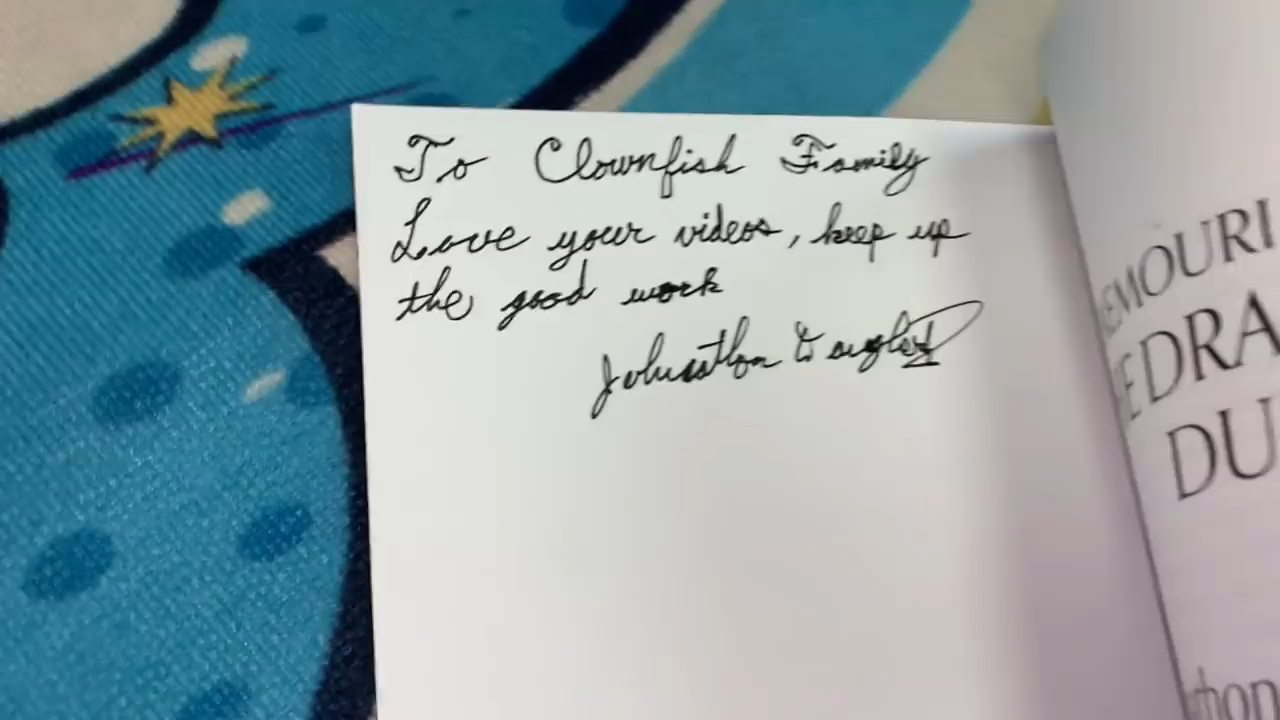 To Clownfish Family
Love your videos, keep up
the good work
EMOURI
EDRA
DU